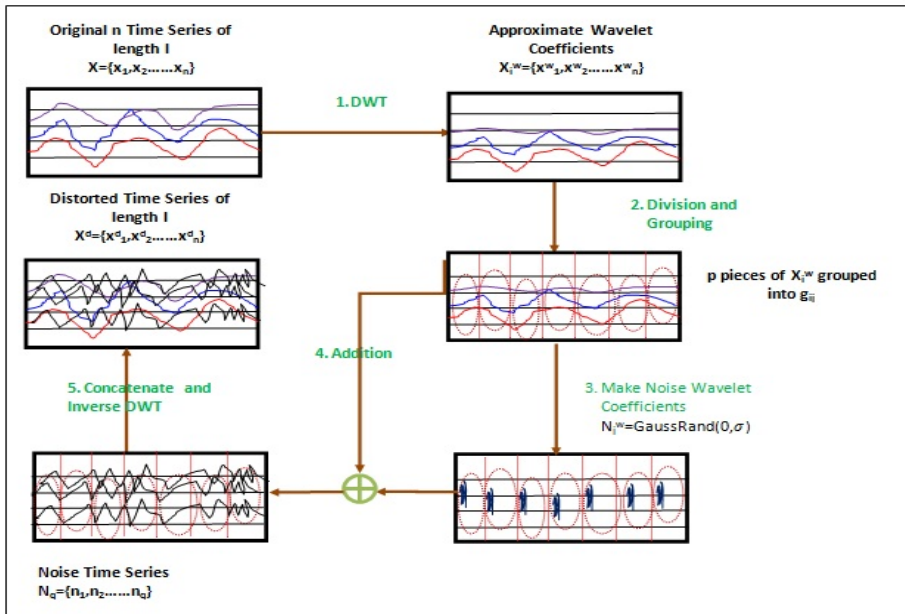 Original n Time Series of
length l
X={x₁,x₂......xₙ}
Approximate Wavelet
Coefficients
Xᵢʷ={xʷ₁,xʷ₂......xʷₙ}
1. DWT
2. Division and
Grouping
Distorted Time Series of
length l
Xᵈ={xᵈ₁,xᵈ₂......xᵈₙ}
p pieces of Xᵢʷ grouped
into gᵢⱼ
4. Addition
5. Concatenate and
Inverse DWT
3. Make Noise Wavelet
Coefficients
Nᵢʷ=GaussRand(0,σ)
Noise Time Series
N_q={n₁,n₂......n_q}